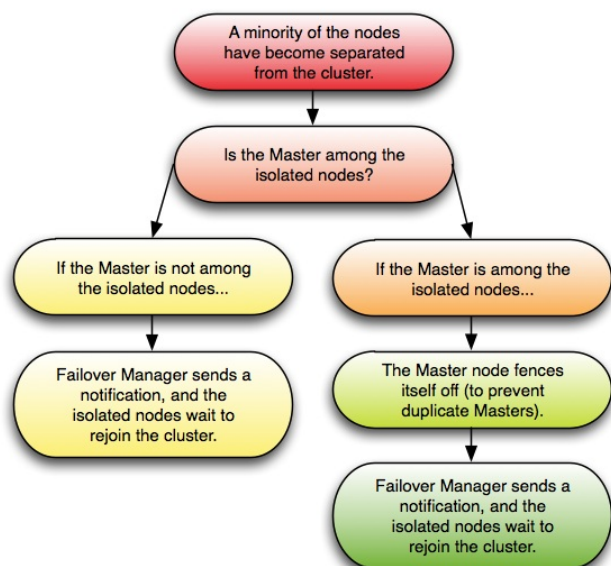 A minority of the nodes
have become separated
from the cluster.
Is the Master among the
isolated nodes?
If the Master is not among
the isolated nodes...
If the Master is among the
isolated nodes...
Failover Manager sends a
notification, and the
isolated nodes wait to
rejoin the cluster.
The Master node fences
itself off (to prevent
duplicate Masters).
Failover Manager sends a
notification, and the
isolated nodes wait to
rejoin the cluster.